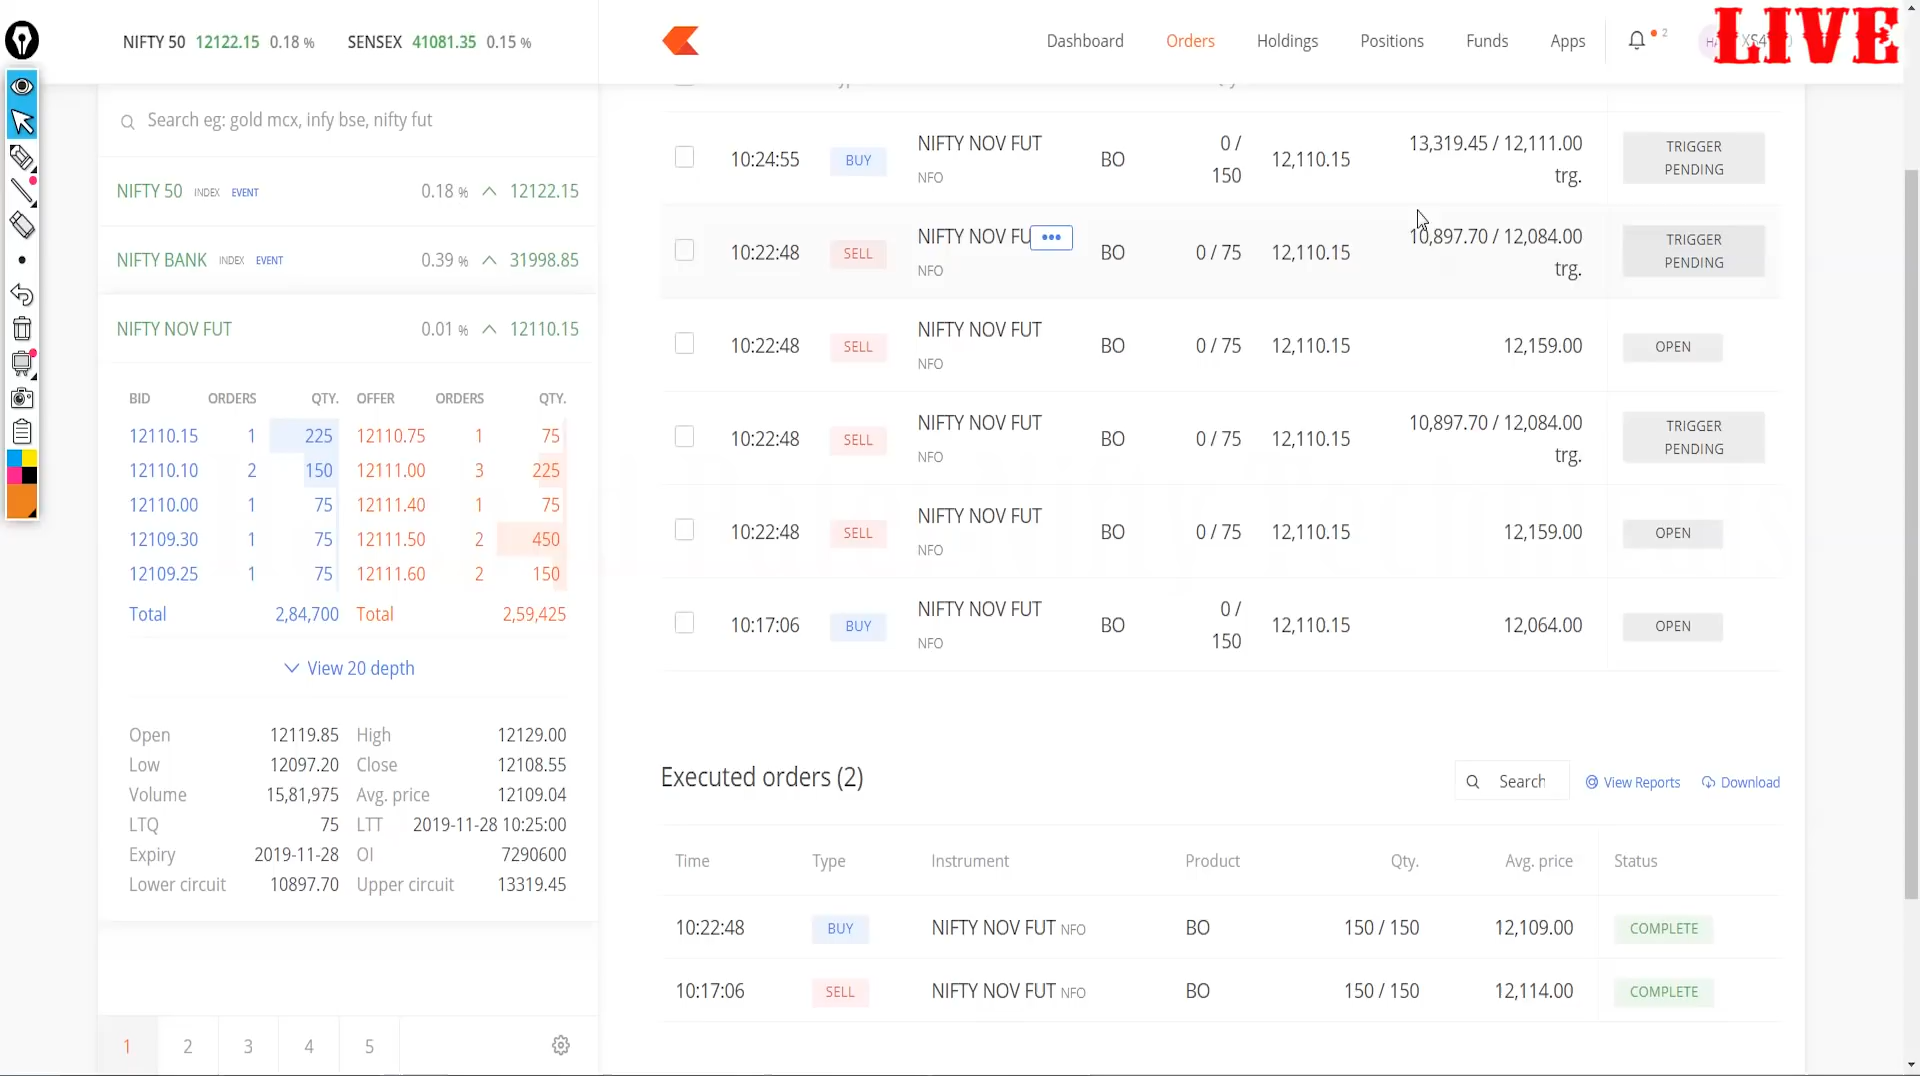 NIFTY 50 12122.15 0.18 % SENSEX 41081.35 0.15 %
Dashboard Orders Holdings Positions Funds Apps 2
LIVE
Search eg: gold mcx, infy bse, nifty fut
NIFTY 50 INDEX EVENT 0.18 % 12122.15
NIFTY BANK INDEX EVENT 0.39 % 31998.85
NIFTY NOV FUT 0.01 % 12110.15
BID ORDERS QTY. OFFER ORDERS QTY.
12110.15 1 225 12110.75 1 75
12110.10 2 150 12111.00 3 225
12110.00 1 75 12111.40 1 75
12109.30 1 75 12111.50 2 450
12109.25 1 75 12111.60 2 150
Total 2,84,700 Total 2,59,425
View 20 depth
Open 12119.85 High 12129.00
Low 12097.20 Close 12108.55
Volume 15,81,975 Avg. price 12109.04
LTQ 75 LTT 2019-11-28 10:25:00
Expiry 2019-11-28 OI 7290600
Lower circuit 10897.70 Upper circuit 13319.45
1 2 3 4 5
10:24:55 BUY NIFTY NOV FUT NFO BO 0 / 150 12,110.15 13,319.45 / 12,111.00 trg. TRIGGER PENDING
10:22:48 SELL NIFTY NOV FU NFO BO 0 / 75 12,110.15 10,897.70 / 12,084.00 trg. TRIGGER PENDING
10:22:48 SELL NIFTY NOV FUT NFO BO 0 / 75 12,110.15 12,159.00 OPEN
10:22:48 SELL NIFTY NOV FUT NFO BO 0 / 75 12,110.15 10,897.70 / 12,084.00 trg. TRIGGER PENDING
10:22:48 SELL NIFTY NOV FUT NFO BO 0 / 75 12,110.15 12,159.00 OPEN
10:17:06 BUY NIFTY NOV FUT NFO BO 0 / 150 12,110.15 12,064.00 OPEN
Executed orders (2) Search View Reports Download
Time Type Instrument Product Qty. Avg. price Status
10:22:48 BUY NIFTY NOV FUT NFO BO 150 / 150 12,109.00 COMPLETE
10:17:06 SELL NIFTY NOV FUT NFO BO 150 / 150 12,114.00 COMPLETE